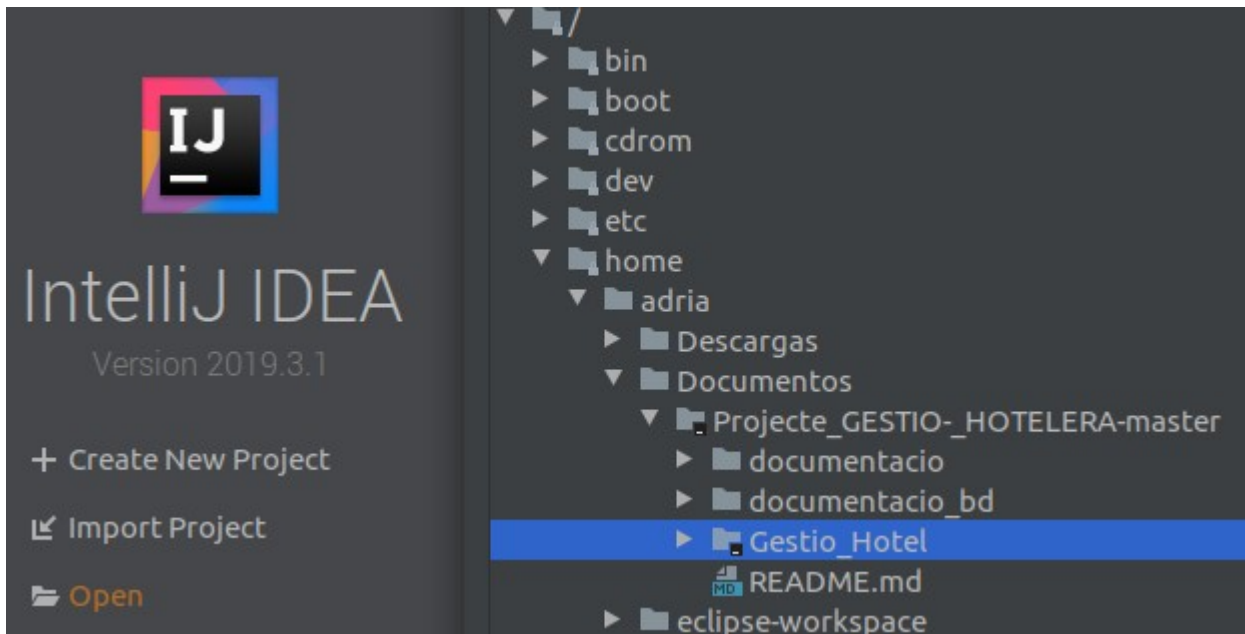 IJ
IntelliJ IDEA
Version 2019.3.1
+ Create New Project
Import Project
Open
/
bin
boot
cdrom
dev
etc
home
adria
Descargas
Documentos
Projecte_GESTIO-_HOTELERA-master
documentacio
documentacio_bd
Gestio_Hotel
MD README.md
eclipse-workspace